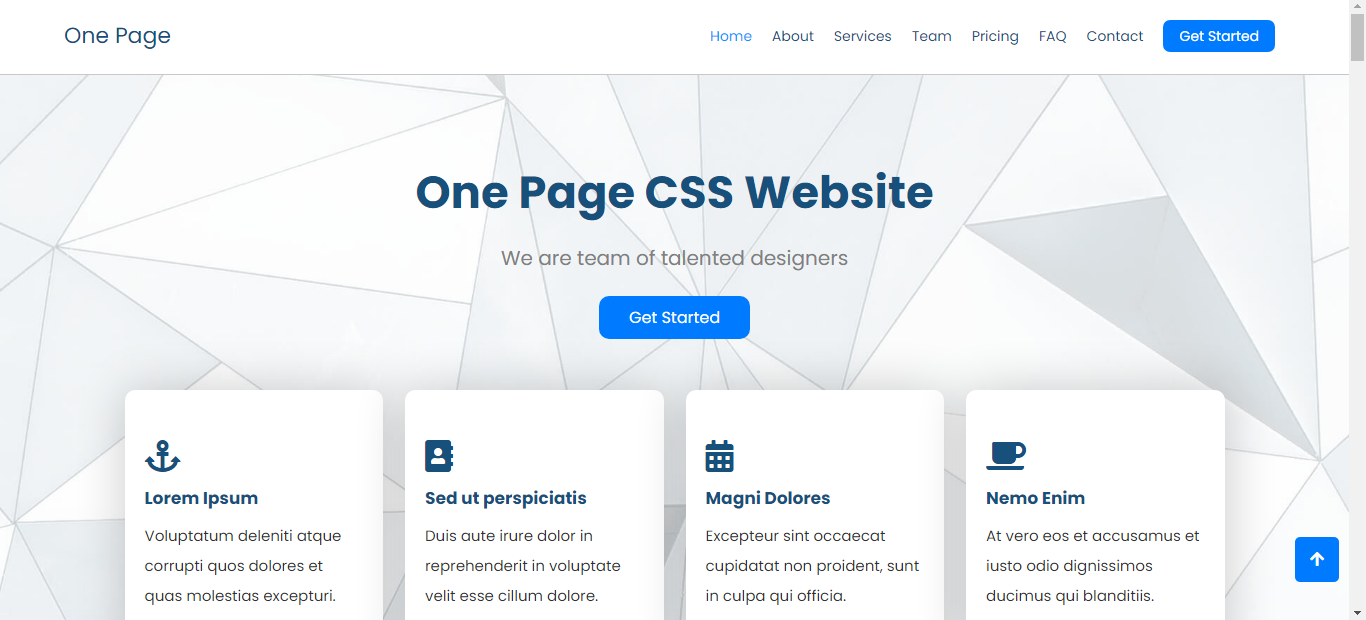 One Page
Home About Services Team Pricing FAQ Contact Get Started
One Page CSS Website
We are team of talented designers
Get Started
Lorem Ipsum
Voluptatum deleniti atque
corrupti quos dolores et
quas molestias excepturi.
Sed ut perspiciatis
Duis aute irure dolor in
reprehenderit in voluptate
velit esse cillum dolore.
Magni Dolores
Excepteur sint occaecat
cupidatat non proident, sunt
in culpa qui officia.
Nemo Enim
At vero eos et accusamus et
iusto odio dignissimos
ducimus qui blanditiis.